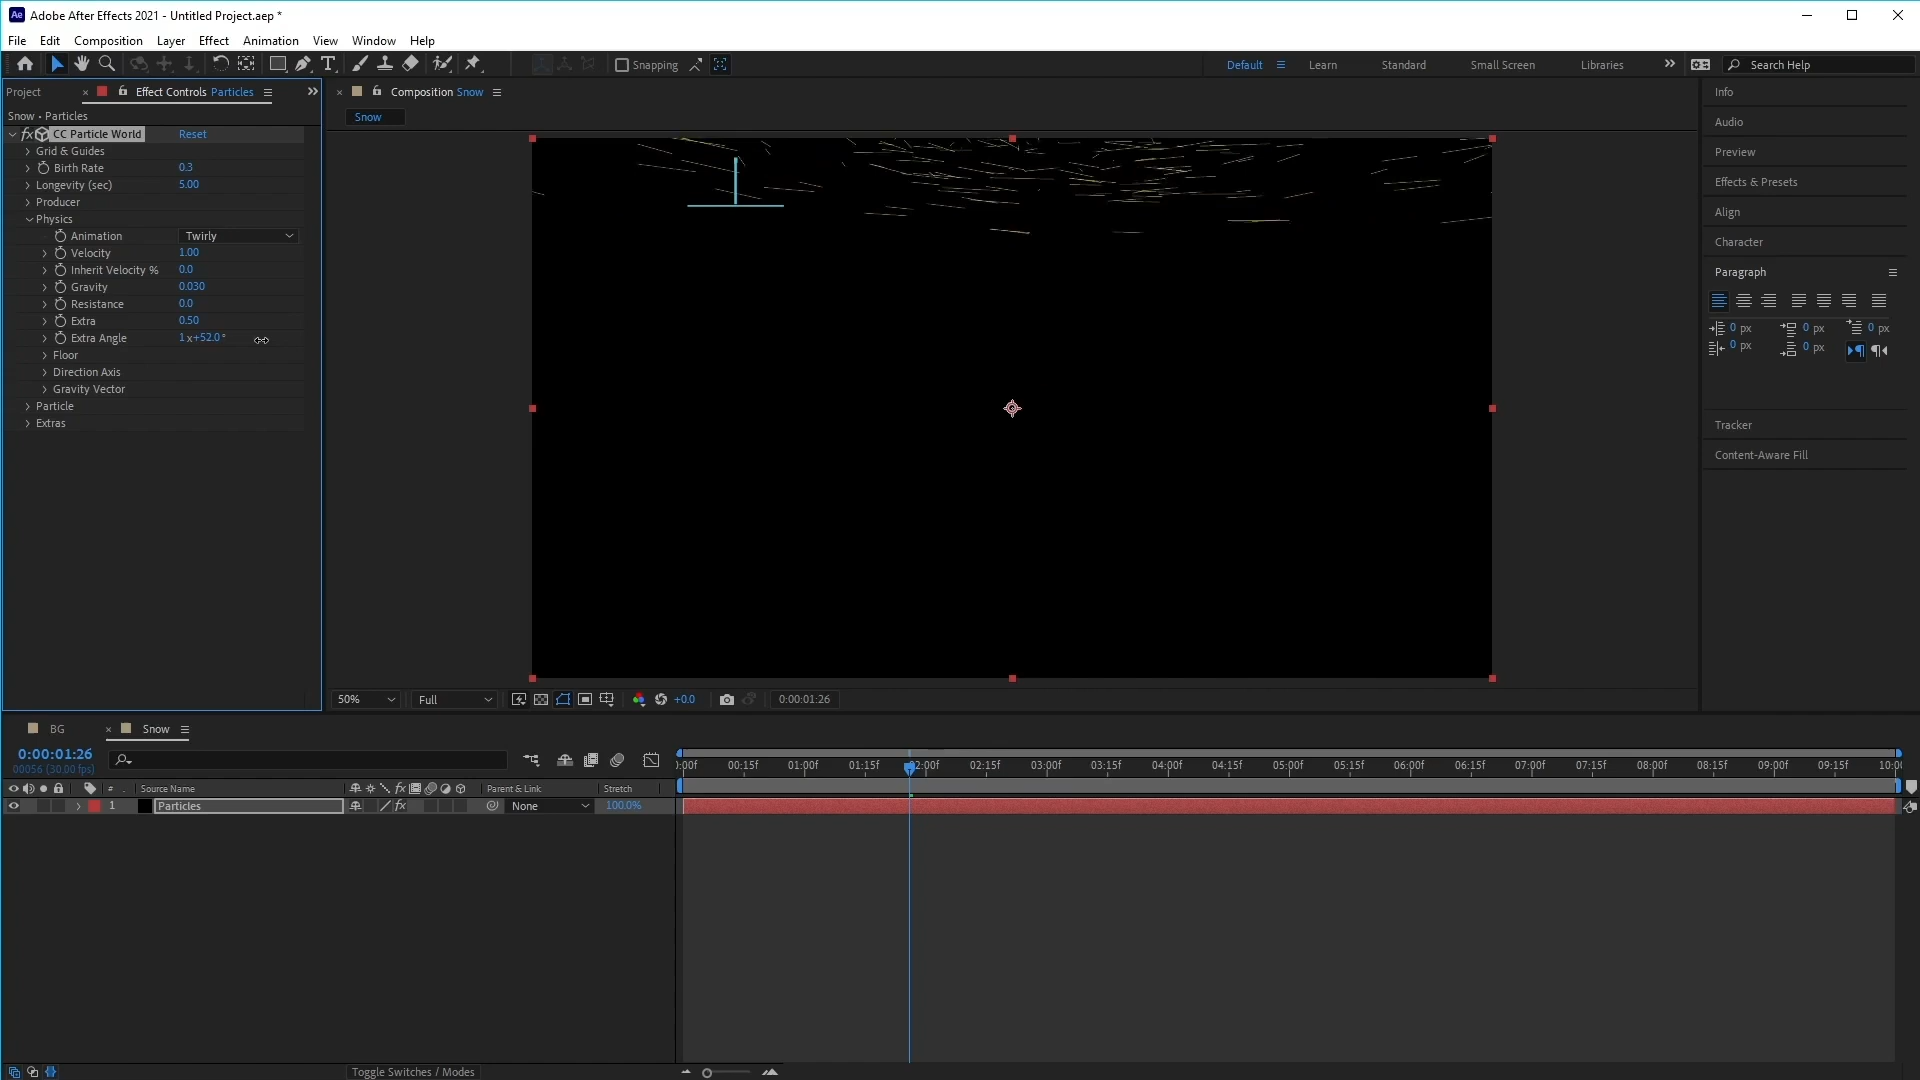 Adobe After Effects 2021 - Untitled Project.aep *
File Edit Composition Layer Effect Animation View Window Help
Snapping
Default Learn Standard Small Screen Libraries Search Help
Project Effect Controls Particles
Composition Snow
Snow • Particles
Snow
fx CC Particle World Reset
Grid & Guides
Birth Rate 0.3
Longevity (sec) 5.00
Producer
Physics
Animation Twirly
Velocity 1.00
Inherit Velocity % 0.0
Gravity 0.030
Resistance 0.0
Extra 0.50
Extra Angle 1x+52.0°
Floor
Direction Axis
Gravity Vector
Particle
Extras
Info
Audio
Preview
Effects & Presets
Align
Character
Paragraph
0 px 0 px 0 px
0 px 0 px
Tracker
Content-Aware Fill
50% Full +0.0 0:00:01:26
BG Snow
0:00:01:26
00056 (30.00 fps)
:00f 00:15f 01:00f 01:15f 02:00f 02:15f 03:00f 03:15f 04:00f 04:15f 05:00f 05:15f 06:00f 06:15f 07:00f 07:15f 08:00f 08:15f 09:00f 09:15f 10:0
# Source Name fx Parent & Link Stretch
1 Particles fx None 100.0%
Toggle Switches / Modes